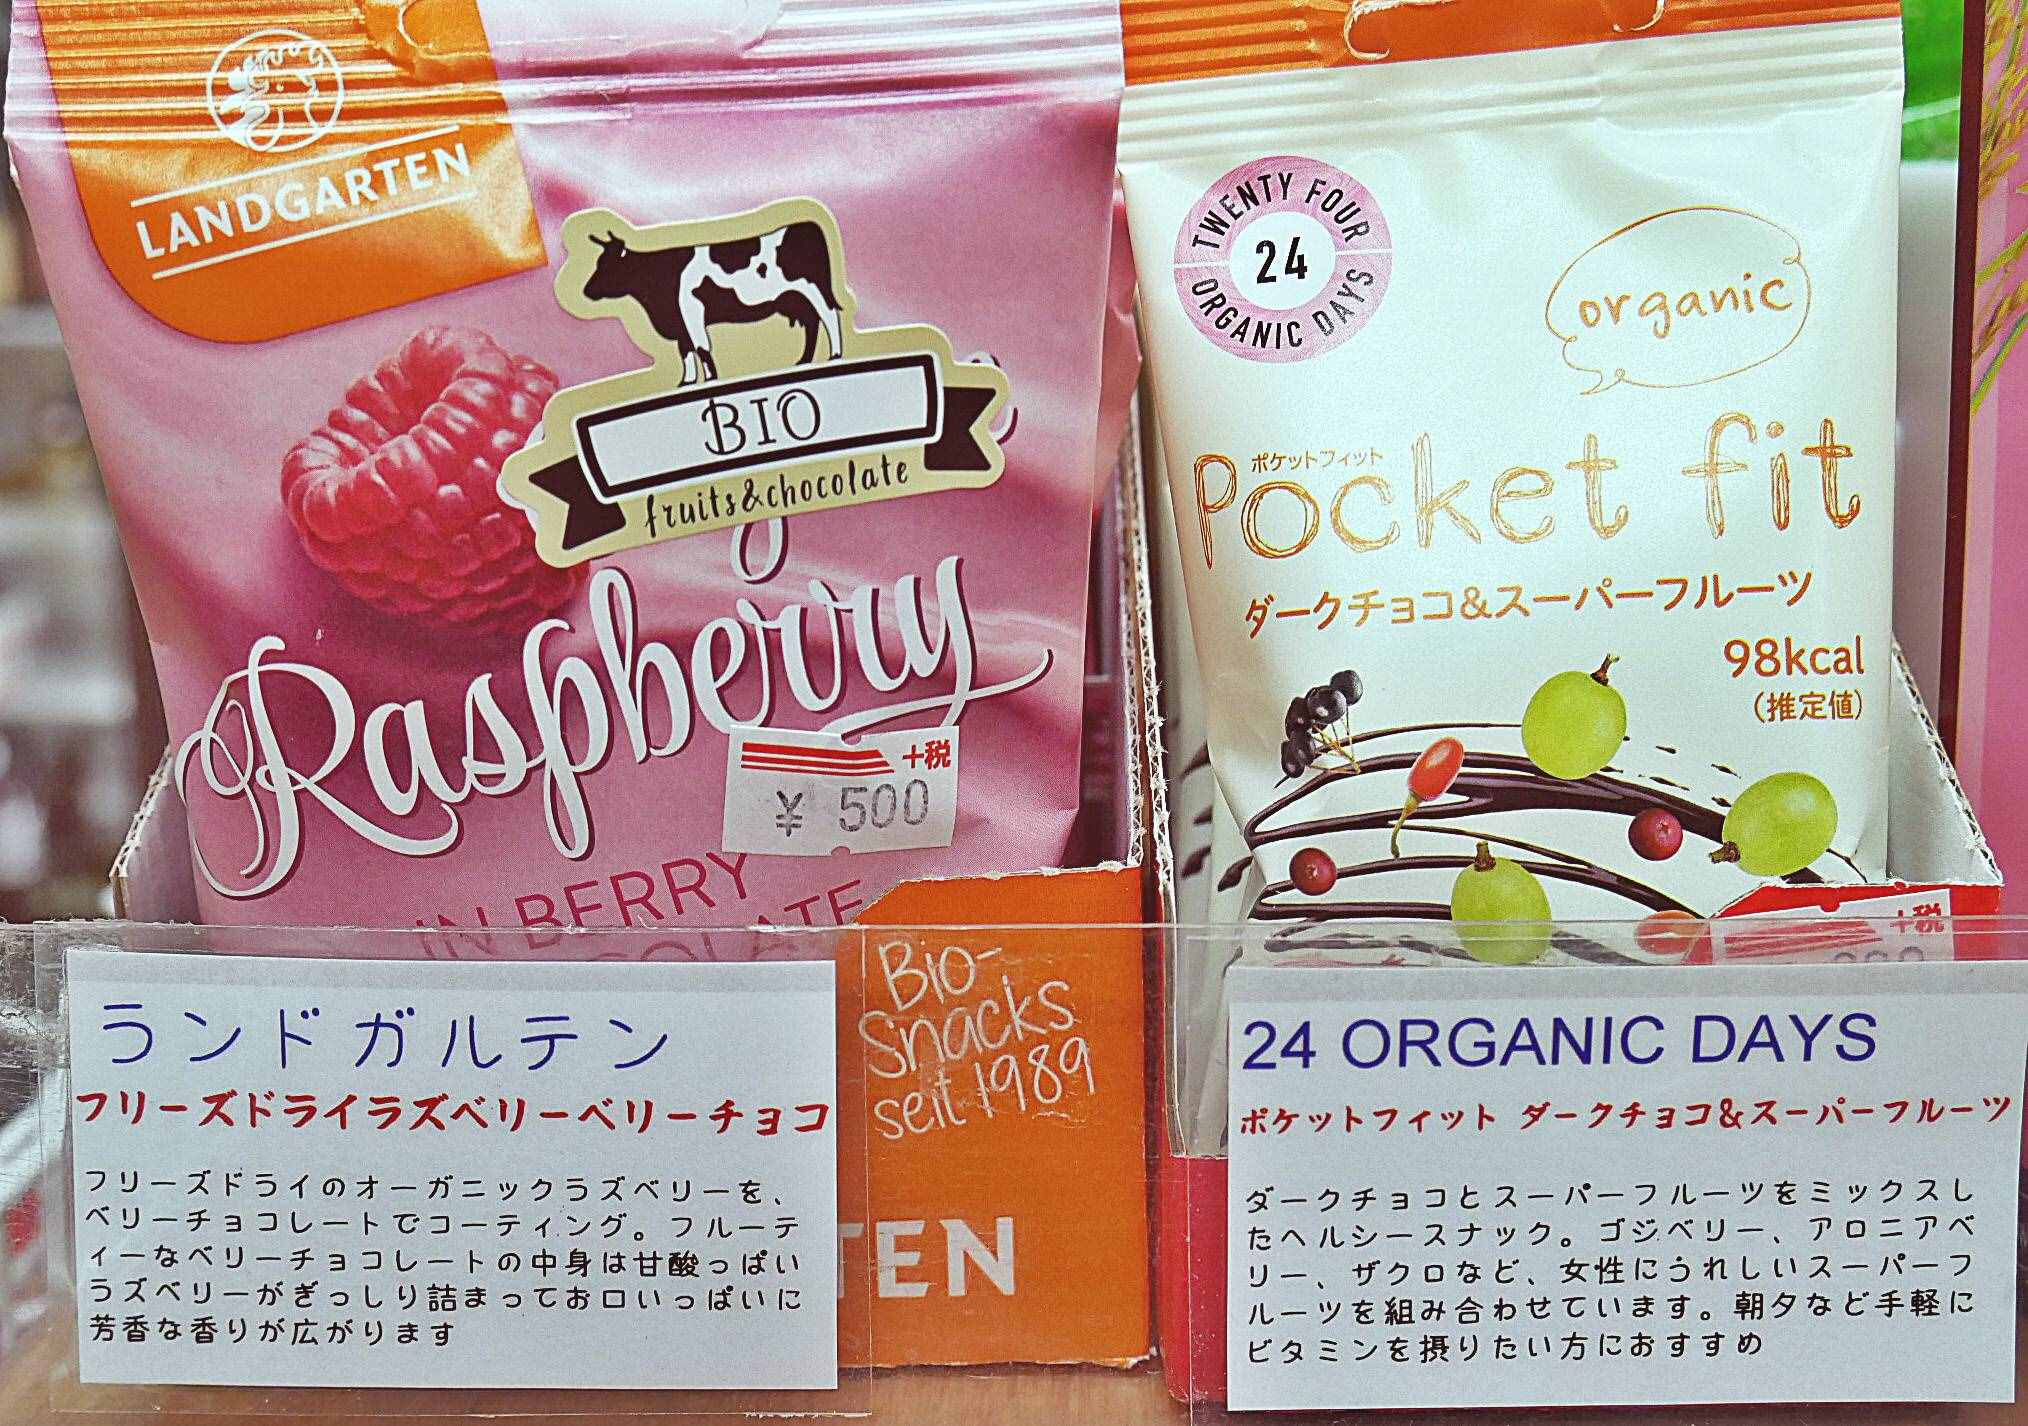 LANDGARTEN
BIO
fruits&chocolate
Raspberry
+税
¥ 500
IN BERRY
ランドガルテン
フリーズドライラズベリーベリーチョコ
フリーズドライのオーガニックラズベリーを、
ベリーチョコレートでコーティング。フルーテ
ィーなベリーチョコレートの中身は甘酸っぱい
ラズベリーがぎっしり詰まってお口いっぱいに
芳香な香りが広がります
Bio-
Snacks
seit 1989
TEN
TWENTY FOUR
24
ORGANIC DAYS
organic
ポケットフィット
Pocket fit
ダークチョコ&スーパーフルーツ
98kcal
(推定値)
+税
24 ORGANIC DAYS
ポケットフィット ダークチョコ&スーパーフルーツ
ダークチョコとスーパーフルーツをミックスし
たヘルシースナック。ゴジベリー、アロニアベ
リー、ザクロなど、女性にうれしいスーパーフ
ルーツを組み合わせています。朝夕など手軽に
ビタミンを摂りたい方におすすめ